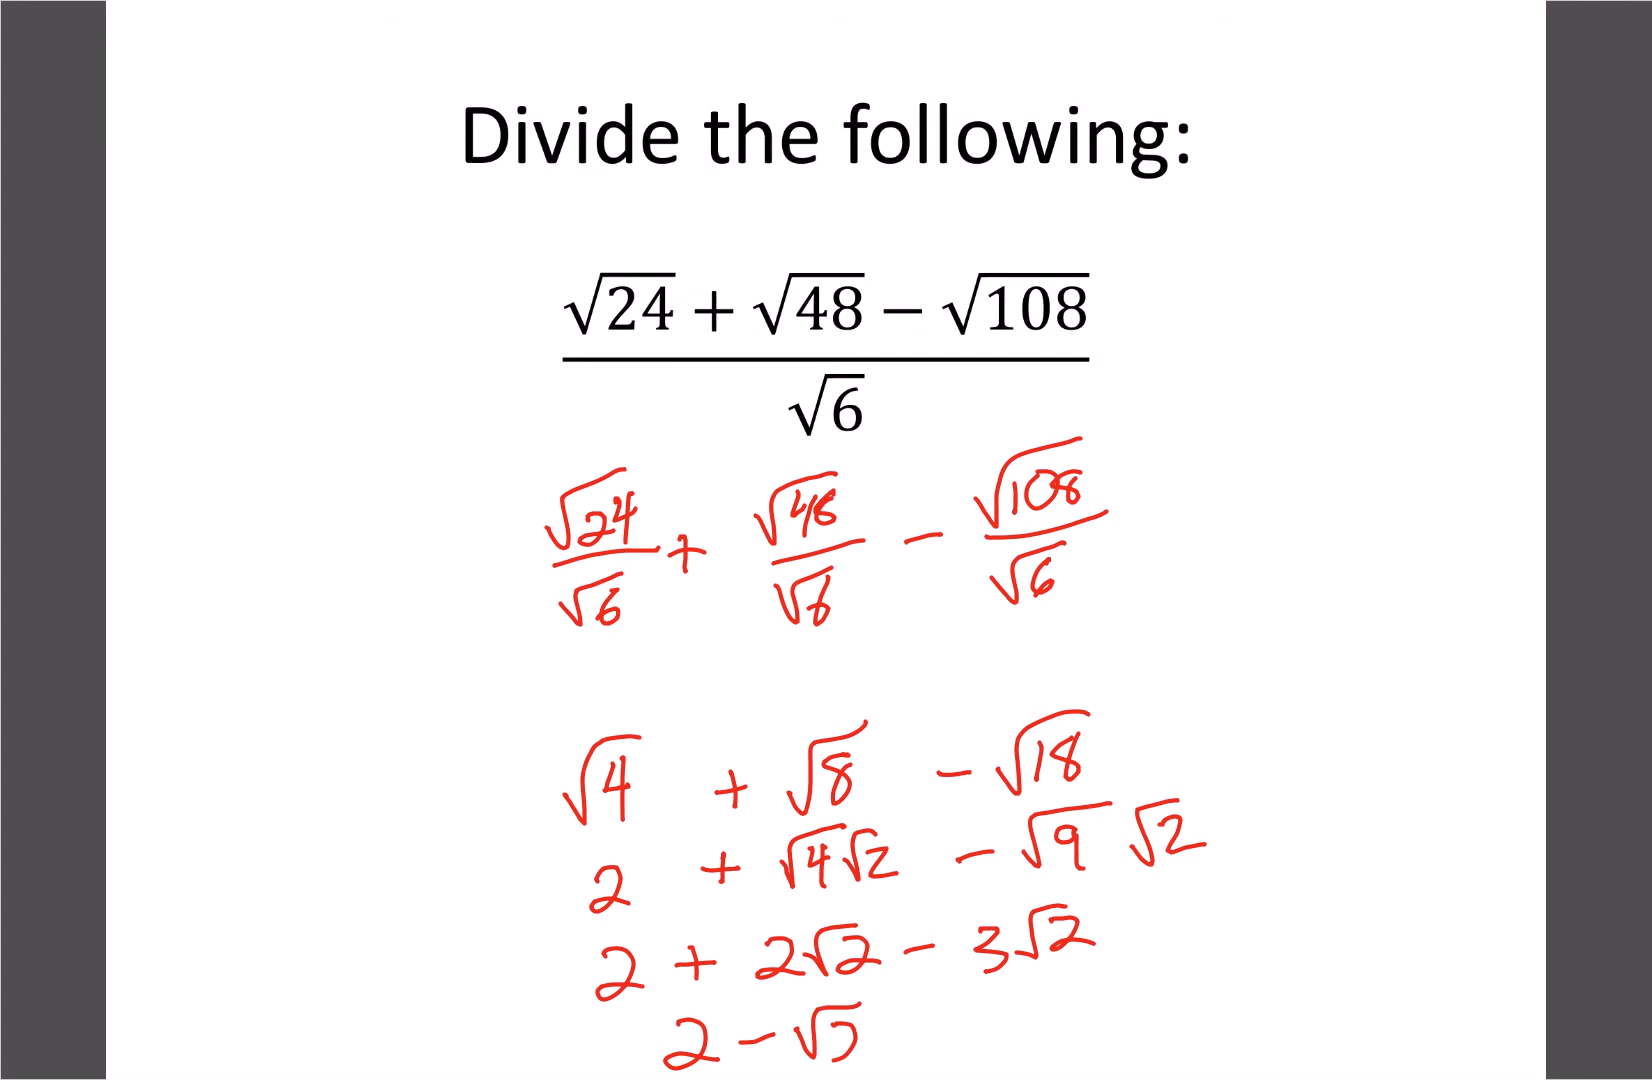 Divide the following:
(√24 + √48 − √108) / √6
√24/√6 + √48/√6 − √108/√6
√4 + √8 − √18
2 + √4√2 − √9 √2
2 + 2√2 − 3√2
2 − √